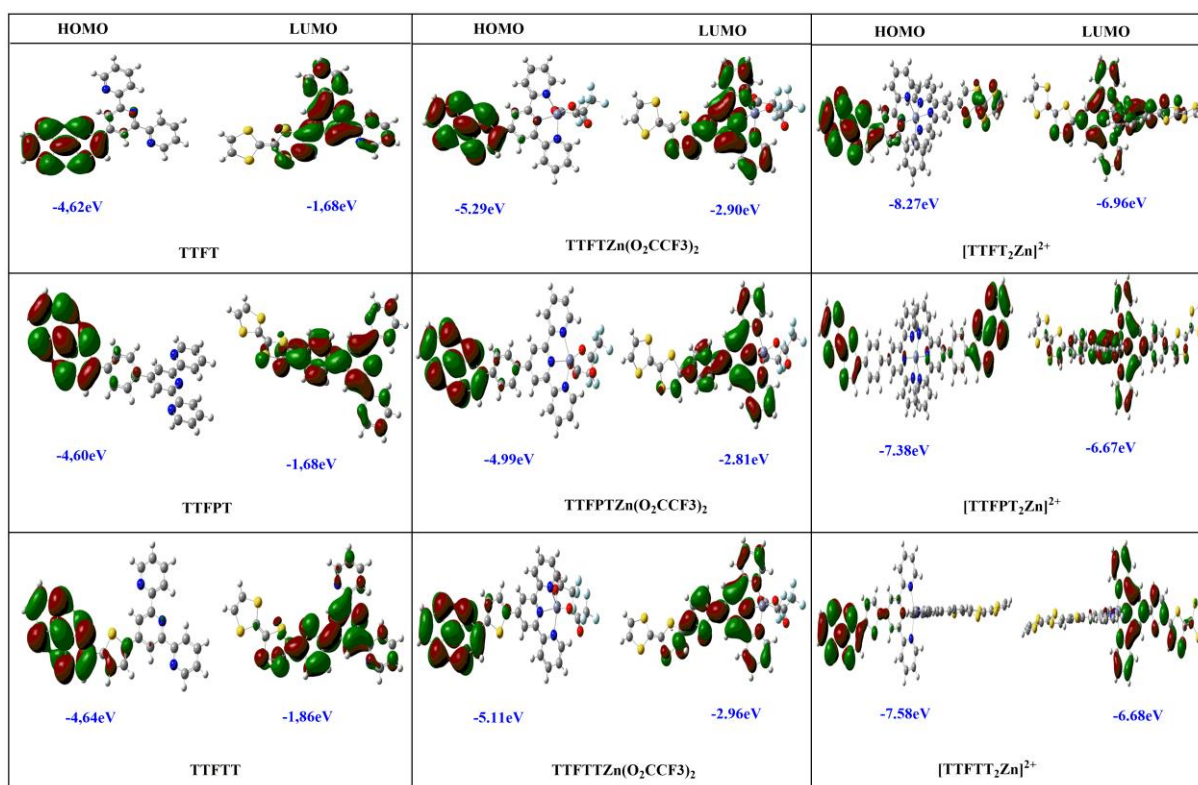 HOMO LUMO HOMO LUMO HOMO LUMO
-4,62eV -1,68eV -5.29eV -2.90eV -8.27eV -6.96eV
TTFT TTFTZn(O₂CCF3)₂ [TTFT₂Zn]²⁺
-4,60eV -1,68eV -4.99eV -2.81eV -7.38eV -6.67eV
TTFPT TTFPTZn(O₂CCF3)₂ [TTFPT₂Zn]²⁺
-4,64eV -1,86eV -5.11eV -2.96eV -7.58eV -6.68eV
TTFTT TTFTTZn(O₂CCF3)₂ [TTFTT₂Zn]²⁺